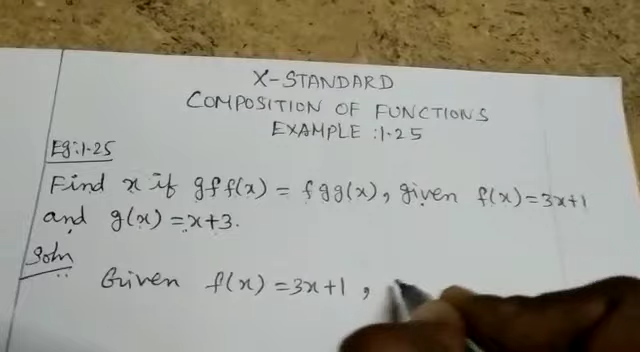 X-STANDARD
COMPOSITION OF FUNCTIONS
EXAMPLE :1.25
Eg:1.25
Find x if gff(x) = fgg(x), given f(x)=3x+1
and g(x)=x+3.
Soln
Given f(x)=3x+1,